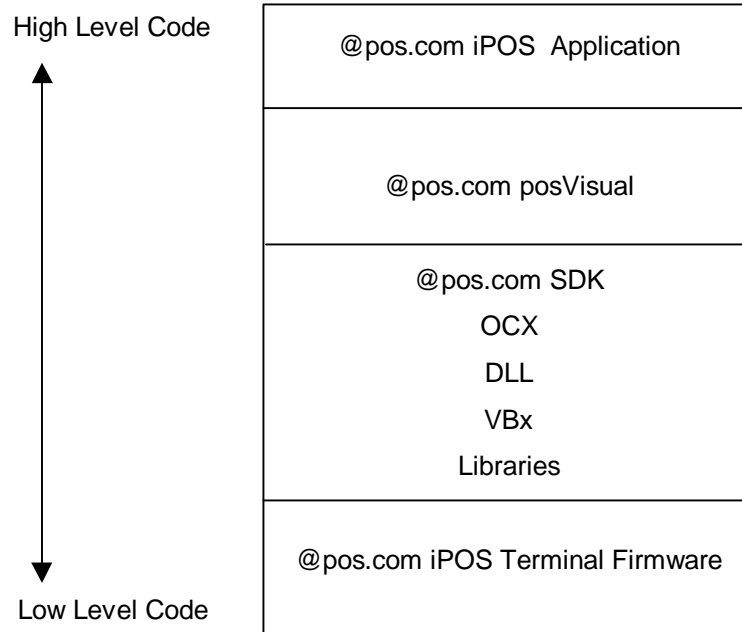 High Level Code
@pos.com iPOS Application
@pos.com posVisual
@pos.com SDK
OCX
DLL
VBx
Libraries
@pos.com iPOS Terminal Firmware
Low Level Code